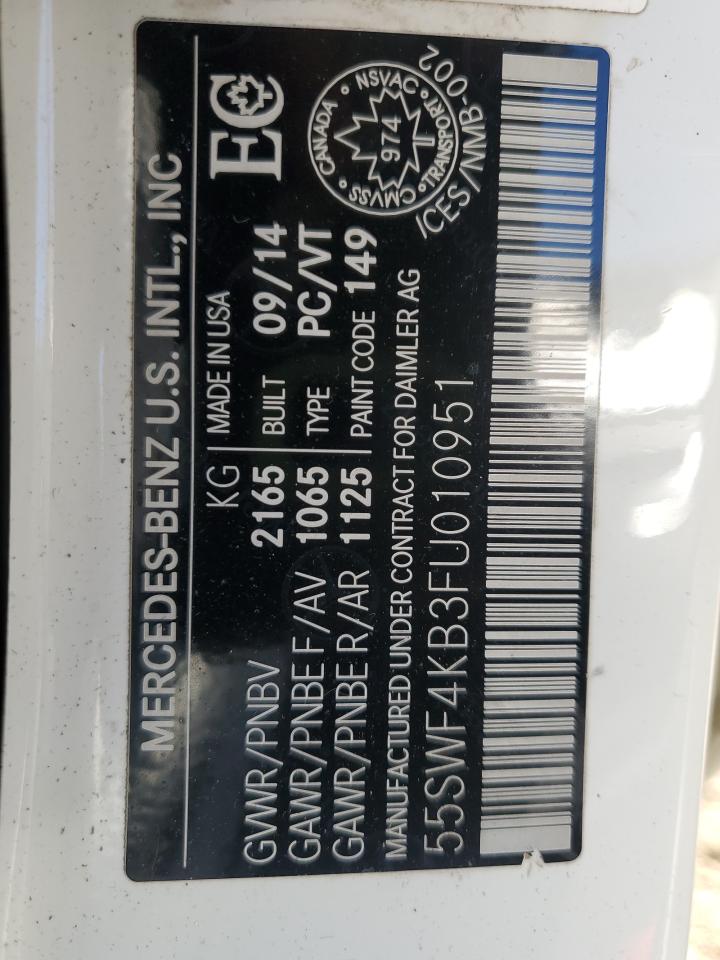 MERCEDES-BENZ U.S. INTL., INC
KG MADE IN USA
GVWR/PNBV 2165 BUILT 09/14
GAWR/PNBE F /AV 1065 TYPE PC/VT
GAWR/PNBE R/AR 1125 PAINT CODE 149
MANUFACTURED UNDER CONTRACT FOR DAIMLER AG
55SWF4KB3FU010951
EC
CANADA • NSVAC • TRANSPORT • CMVSS
974
/CES/NMB-002